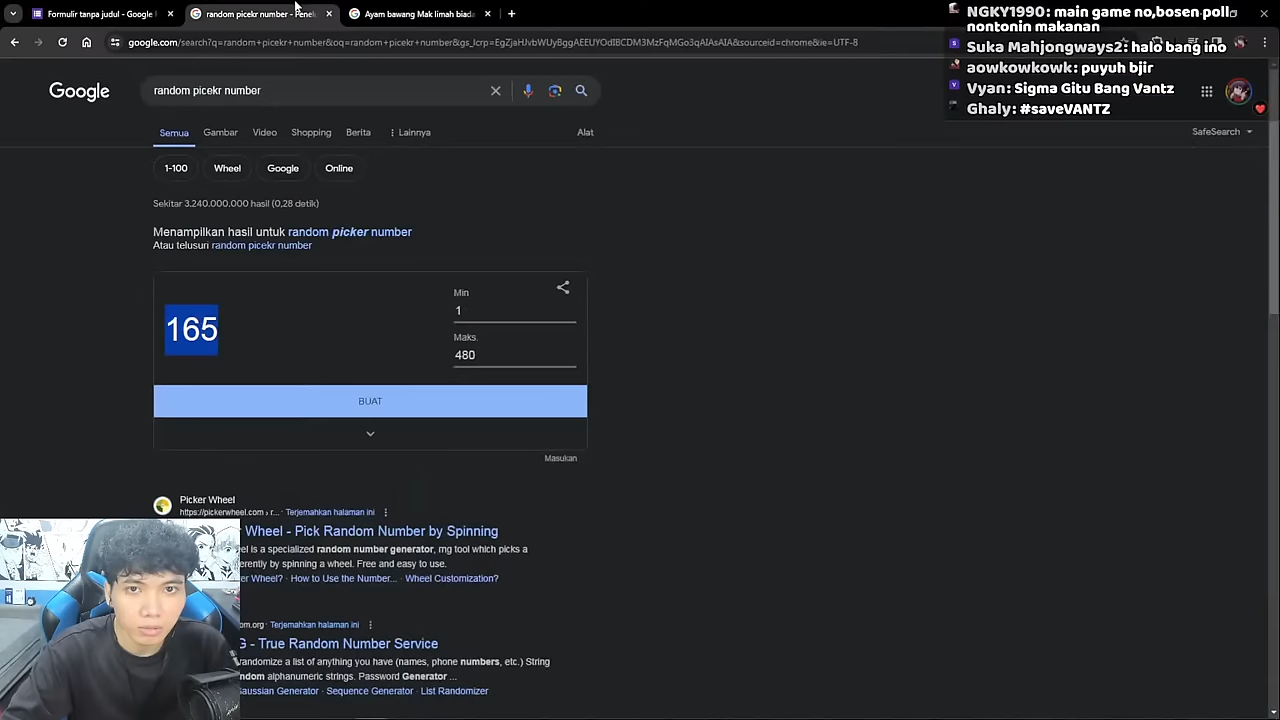 Formulir tanpa judul - Google
random picekr number - Penel
Ayam bawang Mak limah biada
google.com/search?q=random+picekr+number&oq=random+picekr+number&gs_lcrp=EgZjaHJvbWUyBggAEEUYOdIBCDM3MzFqMGo3qAIAsAIA&sourceid=chrome&ie=UTF-8
NGKY1990: main game no,bosen poll
nontonin makanan
Suka Mahjongways2: halo bang ino
aowkowkowk: puyuh bjir
Vyan: Sigma Gitu Bang Vantz
Ghaly: #saveVANTZ
Google
random picekr number
Semua
Gambar
Video
Shopping
Berita
Lainnya
Alat
SafeSearch
1-100
Wheel
Google
Online
Sekitar 3.240.000.000 hasil (0,28 detik)
Menampilkan hasil untuk random picker number
Atau telusuri random picekr number
165
Min
1
Maks.
480
BUAT
Masukan
Picker Wheel
https://pickerwheel.com › r... · Terjemahkan halaman ini
Wheel - Pick Random Number by Spinning
el is a specialized random number generator, rng tool which picks a
erently by spinning a wheel. Free and easy to use.
er Wheel? · How to Use the Number... · Wheel Customization?
om.org · Terjemahkan halaman ini
G - True Random Number Service
randomize a list of anything you have (names, phone numbers, etc.) String
ndom alphanumeric strings. Password Generator ...
aussian Generator · Sequence Generator · List Randomizer